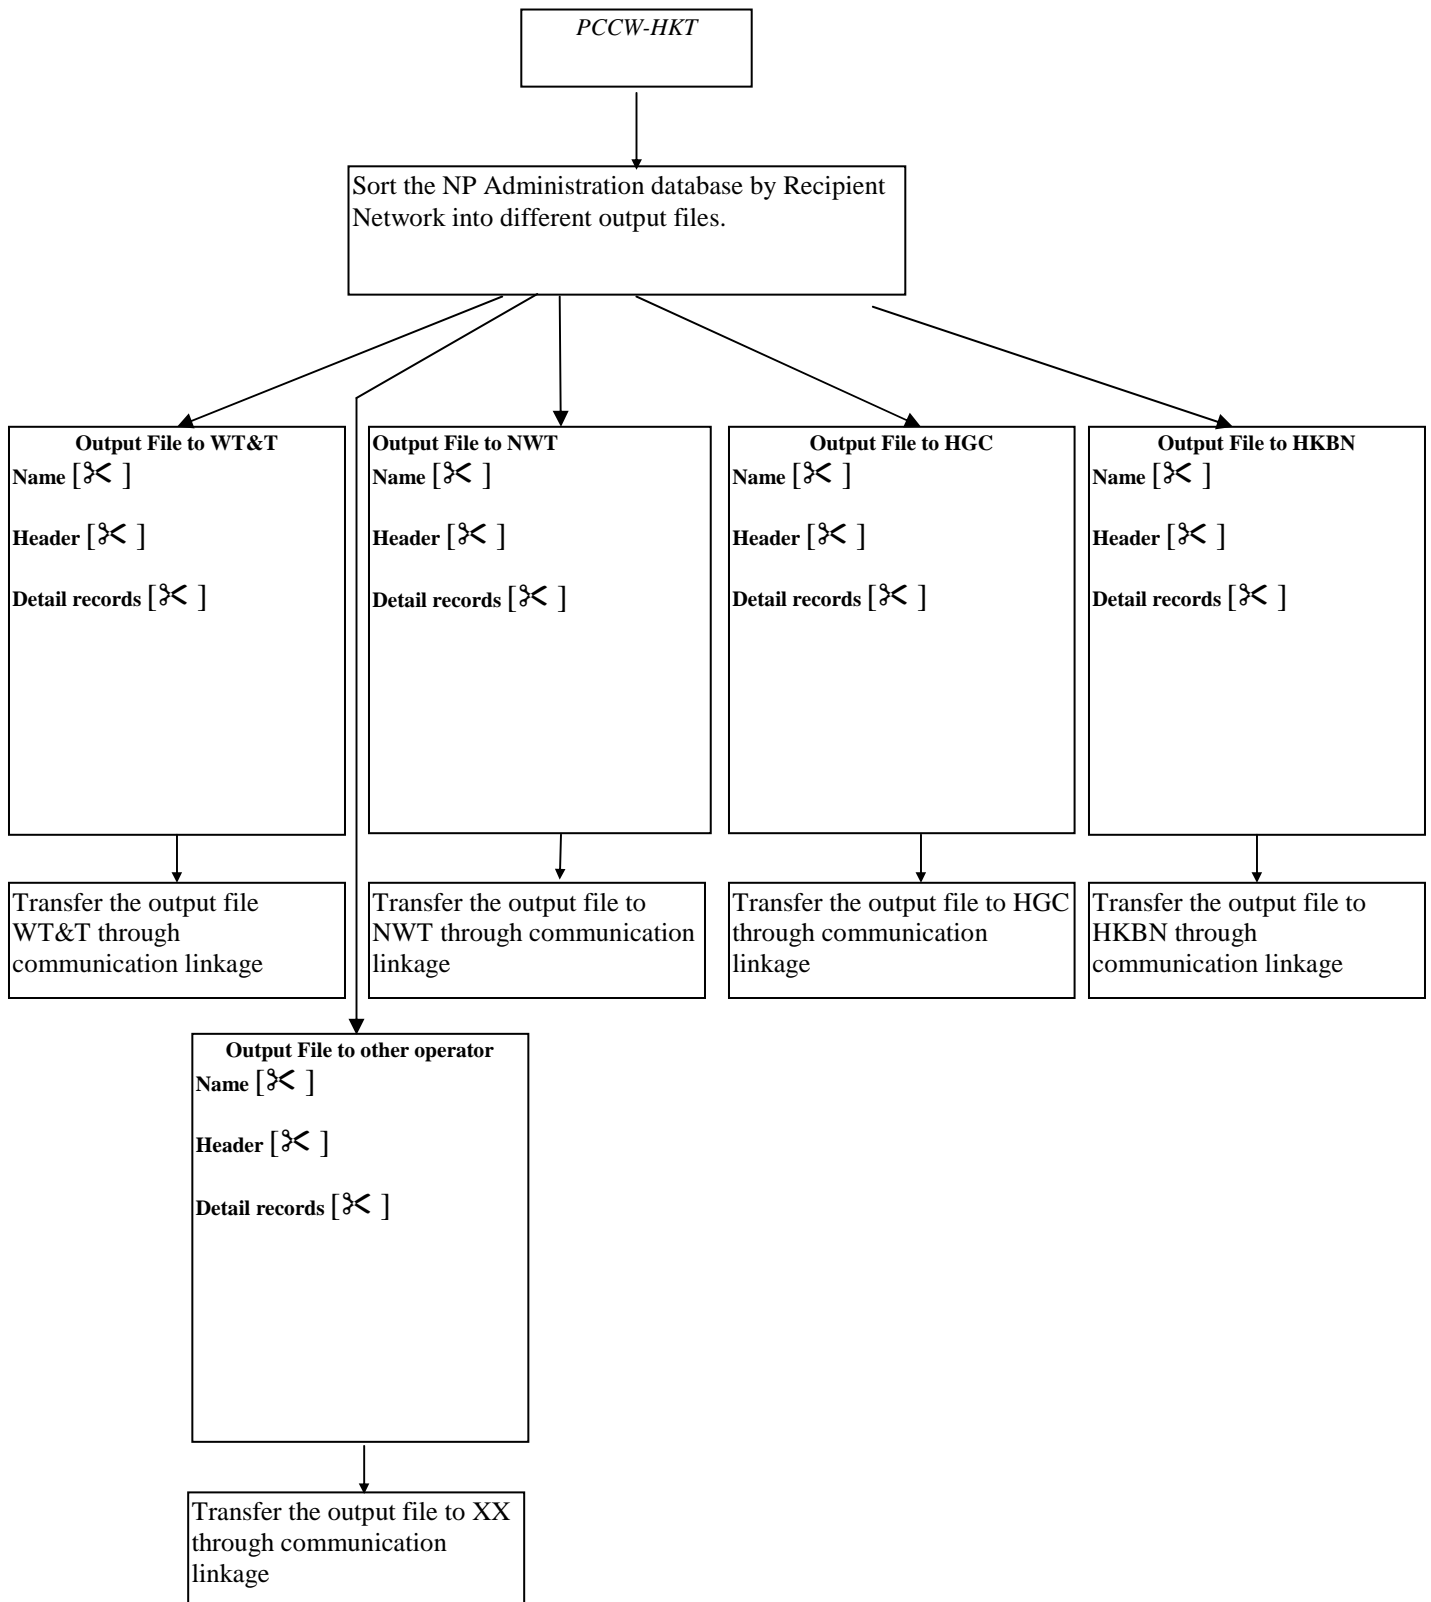 PCCW-HKT
Sort the NP Administration database by Recipient
Network into different output files.
Output File to WT&T
Name [✂ ]
Header [✂ ]
Detail records [✂ ]
Output File to NWT
Name [✂ ]
Header [✂ ]
Detail records [✂ ]
Output File to HGC
Name [✂ ]
Header [✂ ]
Detail records [✂ ]
Output File to HKBN
Name [✂ ]
Header [✂ ]
Detail records [✂ ]
Transfer the output file
WT&T through
communication linkage
Transfer the output file to
NWT through communication
linkage
Transfer the output file to HGC
through communication
linkage
Transfer the output file to
HKBN through
communication linkage
Output File to other operator
Name [✂ ]
Header [✂ ]
Detail records [✂ ]
Transfer the output file to XX
through communication
linkage